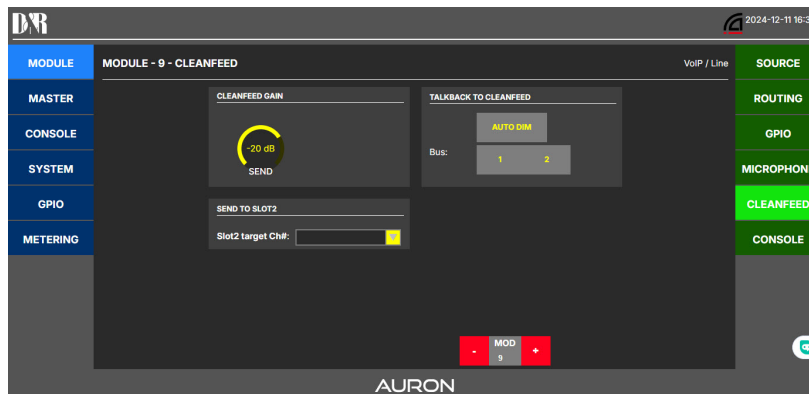 D&R
2024-12-11 16:3
MODULE
MASTER
CONSOLE
SYSTEM
GPIO
METERING
MODULE - 9 - CLEANFEED
VoIP / Line
CLEANFEED GAIN
-20 dB
SEND
TALKBACK TO CLEANFEED
AUTO DIM
Bus:
1
2
SEND TO SLOT2
Slot2 target Ch#:
- MOD +
9
SOURCE
ROUTING
GPIO
MICROPHON
CLEANFEED
CONSOLE
AURON